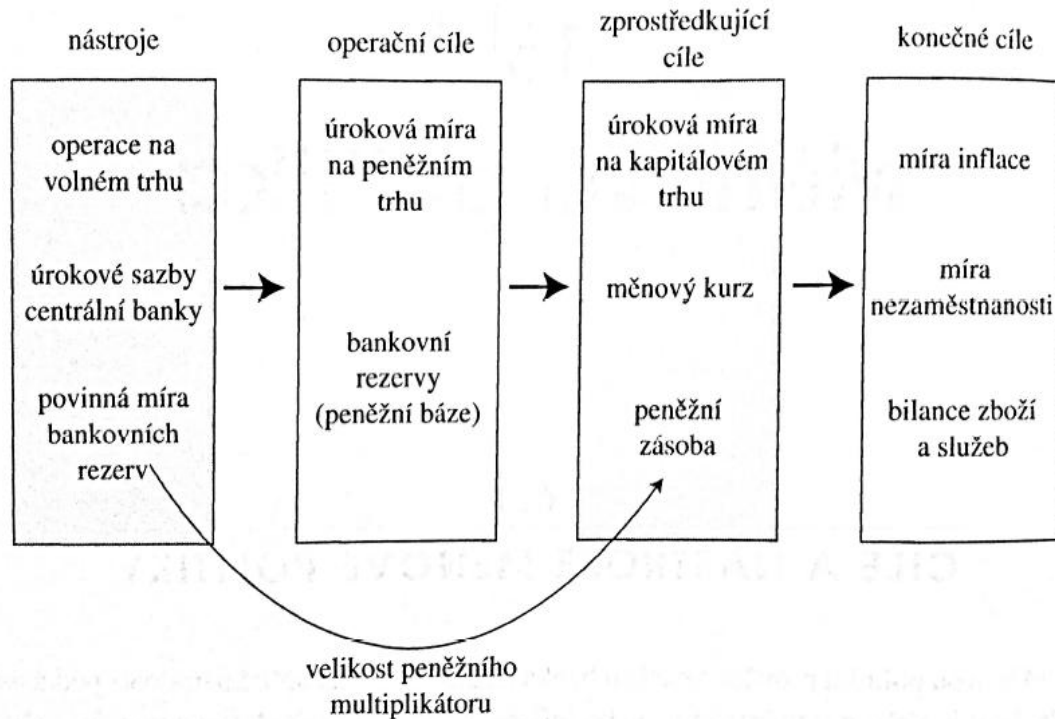 nástroje
operační cíle
zprostředkující
cíle
konečné cíle
operace na
volném trhu
úrokové sazby
centrální banky
povinná míra
bankovních
rezerv
úroková míra
na peněžním
trhu
bankovní
rezervy
(peněžní báze)
úroková míra
na kapitálovém
trhu
měnový kurz
peněžní
zásoba
míra inflace
míra
nezaměstnanosti
bilance zboží
a služeb
velikost peněžního
multiplikátoru